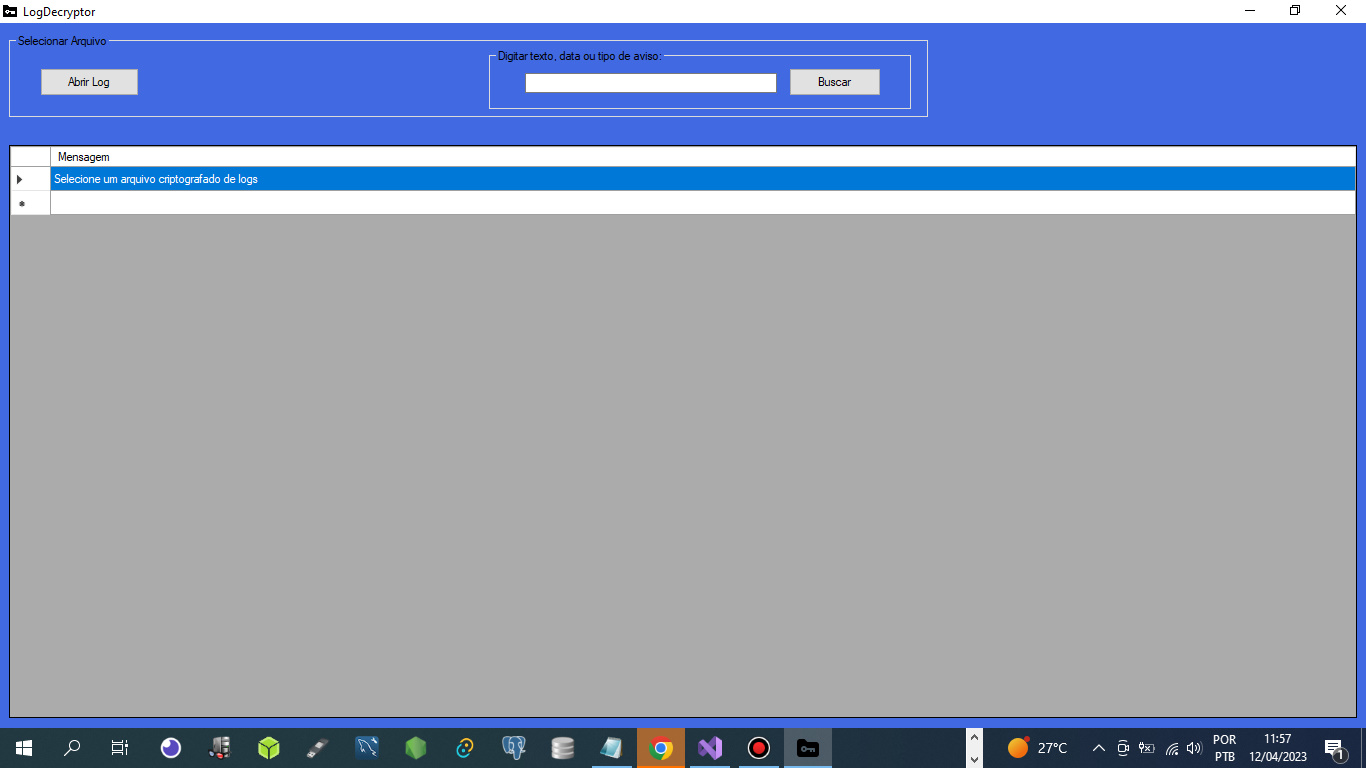 LogDecryptor
Selecionar Arquivo
Digitar texto, data ou tipo de aviso:
Abrir Log
Buscar
Mensagem
Selecione um arquivo criptografado de logs
27°C
POR
PTB
11:57
12/04/2023
1